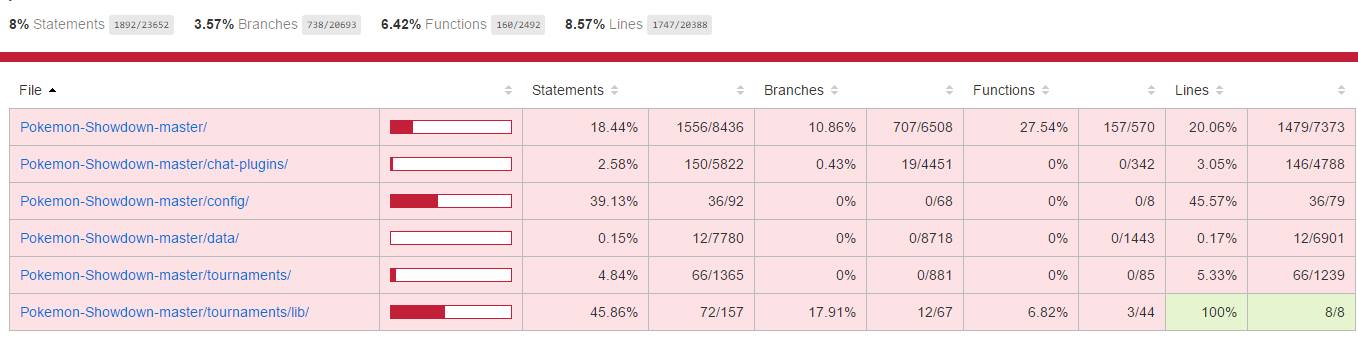 8% Statements 1892/23652 3.57% Branches 738/20693 6.42% Functions 160/2492 8.57% Lines 1747/20388
File Statements Branches Functions Lines
Pokemon-Showdown-master/ 18.44% 1556/8436 10.86% 707/6508 27.54% 157/570 20.06% 1479/7373
Pokemon-Showdown-master/chat-plugins/ 2.58% 150/5822 0.43% 19/4451 0% 0/342 3.05% 146/4788
Pokemon-Showdown-master/config/ 39.13% 36/92 0% 0/68 0% 0/8 45.57% 36/79
Pokemon-Showdown-master/data/ 0.15% 12/7780 0% 0/8718 0% 0/1443 0.17% 12/6901
Pokemon-Showdown-master/tournaments/ 4.84% 66/1365 0% 0/881 0% 0/85 5.33% 66/1239
Pokemon-Showdown-master/tournaments/lib/ 45.86% 72/157 17.91% 12/67 6.82% 3/44 100% 8/8